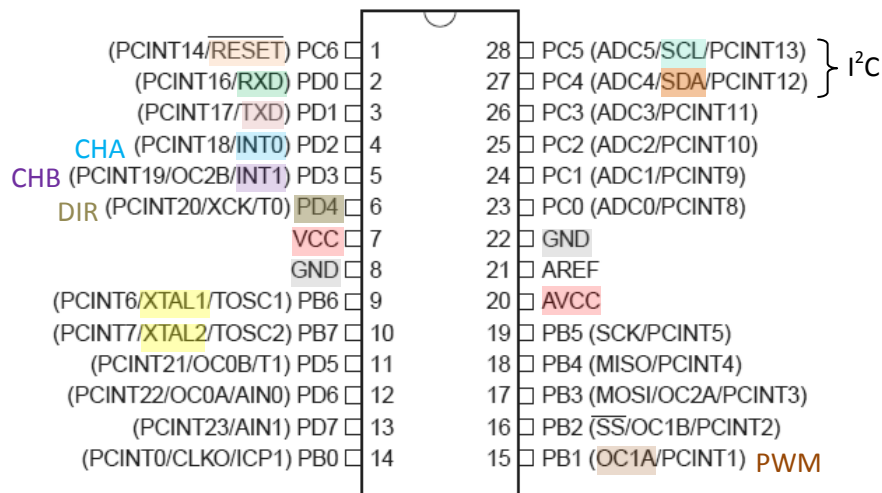 (PCINT14/RESET) PC6 1 28 PC5 (ADC5/SCL/PCINT13)
(PCINT16/RXD) PD0 2 27 PC4 (ADC4/SDA/PCINT12) I²C
(PCINT17/TXD) PD1 3 26 PC3 (ADC3/PCINT11)
CHA (PCINT18/INT0) PD2 4 25 PC2 (ADC2/PCINT10)
CHB (PCINT19/OC2B/INT1) PD3 5 24 PC1 (ADC1/PCINT9)
DIR (PCINT20/XCK/T0) PD4 6 23 PC0 (ADC0/PCINT8)
VCC 7 22 GND
GND 8 21 AREF
(PCINT6/XTAL1/TOSC1) PB6 9 20 AVCC
(PCINT7/XTAL2/TOSC2) PB7 10 19 PB5 (SCK/PCINT5)
(PCINT21/OC0B/T1) PD5 11 18 PB4 (MISO/PCINT4)
(PCINT22/OC0A/AIN0) PD6 12 17 PB3 (MOSI/OC2A/PCINT3)
(PCINT23/AIN1) PD7 13 16 PB2 (SS/OC1B/PCINT2)
(PCINT0/CLKO/ICP1) PB0 14 15 PB1 (OC1A/PCINT1) PWM